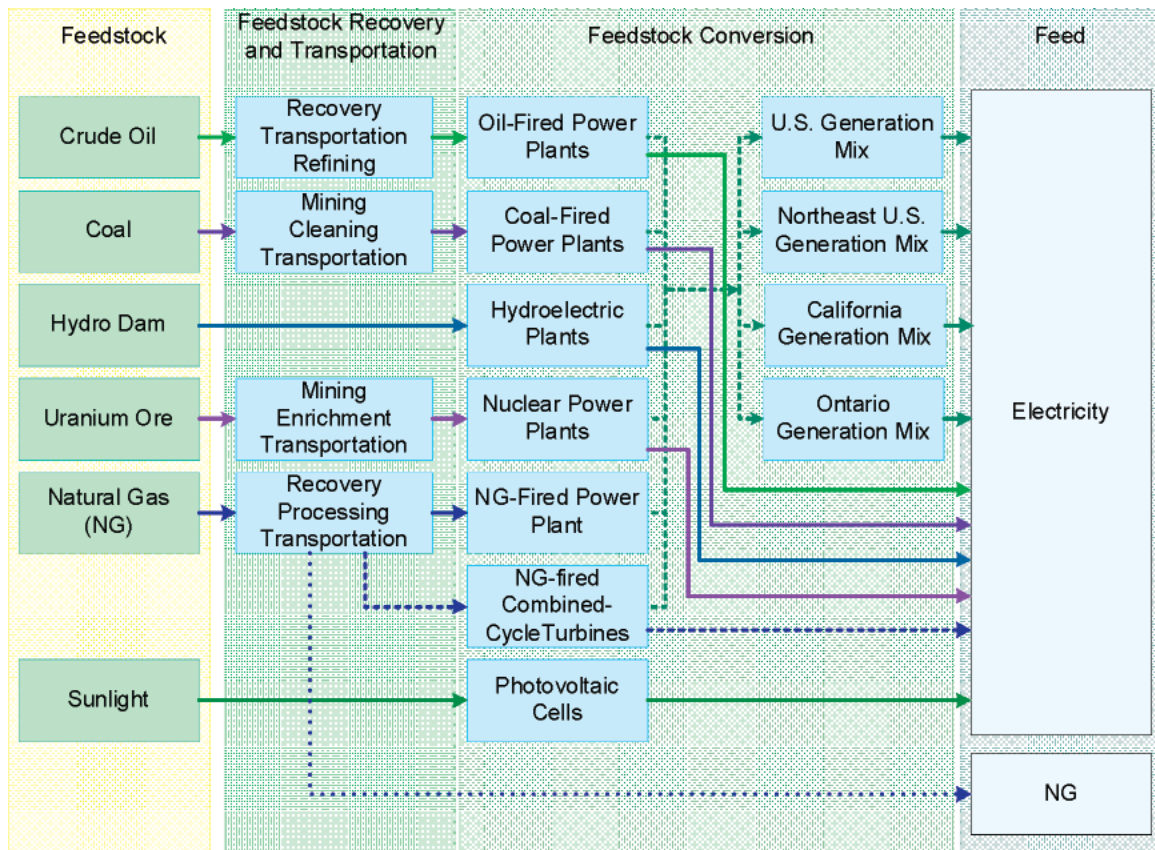 Feedstock
Feedstock Recovery
and Transportation
Feedstock Conversion
Feed
Crude Oil
Recovery
Transportation
Refining
Oil-Fired Power
Plants
U.S. Generation
Mix
Coal
Mining
Cleaning
Transportation
Coal-Fired
Power Plants
Northeast U.S.
Generation Mix
Hydro Dam
Hydroelectric
Plants
California
Generation Mix
Uranium Ore
Mining
Enrichment
Transportation
Nuclear Power
Plants
Ontario
Generation Mix
Electricity
Natural Gas
(NG)
Recovery
Processing
Transportation
NG-Fired Power
Plant
NG-fired
Combined-
CycleTurbines
Sunlight
Photovoltaic
Cells
NG